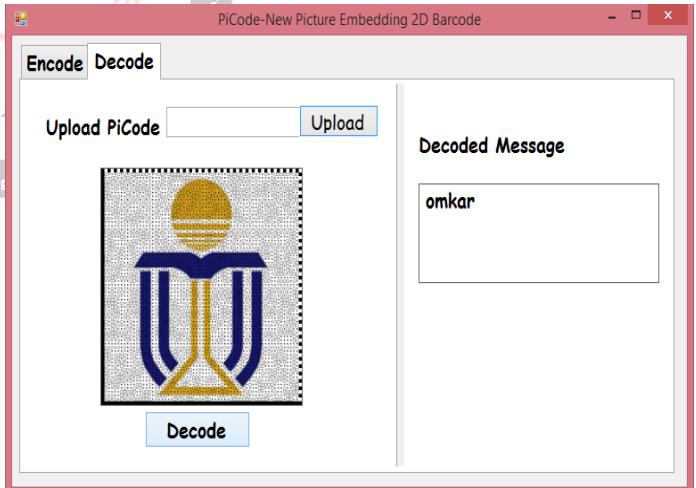 PiCode-New Picture Embedding 2D Barcode
Encode Decode
Upload PiCode Upload
Decoded Message
omkar
Decode